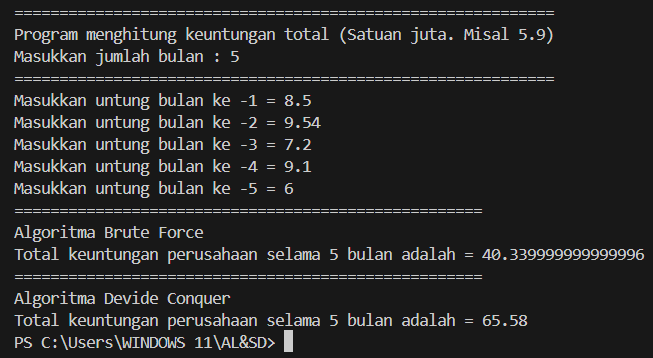 ======================================================
Program menghitung keuntungan total (Satuan juta. Misal 5.9)
Masukkan jumlah bulan : 5
======================================================
Masukkan untung bulan ke -1 = 8.5
Masukkan untung bulan ke -2 = 9.54
Masukkan untung bulan ke -3 = 7.2
Masukkan untung bulan ke -4 = 9.1
Masukkan untung bulan ke -5 = 6
===============================================
Algoritma Brute Force
Total keuntungan perusahaan selama 5 bulan adalah = 40.339999999999996
===============================================
Algoritma Devide Conquer
Total keuntungan perusahaan selama 5 bulan adalah = 65.58
PS C:\Users\WINDOWS 11\AL&SD>